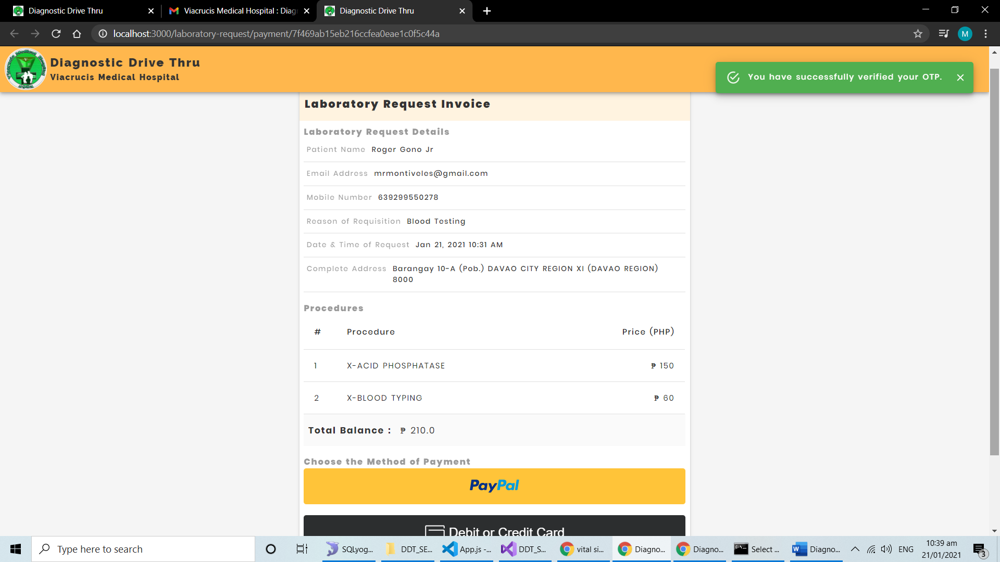 Diagnostic Drive Thru
Viacrucis Medical Hospital : Diag
Diagnostic Drive Thru
localhost:3000/laboratory-request/payment/7f469ab15eb216ccfea0eae1c0f5c44a
M
Diagnostic Drive Thru
Viacrucis Medical Hospital
You have successfully verified your OTP.
Laboratory Request Invoice
Laboratory Request Details
Patient Name Roger Gono Jr
Email Address mrmontiveles@gmail.com
Mobile Number 639299550278
Reason of Requisition Blood Testing
Date & Time of Request Jan 21, 2021 10:31 AM
Complete Address Barangay 10-A (Pob.) DAVAO CITY REGION XI (DAVAO REGION)
8000
Procedures
# Procedure Price (PHP)
1 X-ACID PHOSPHATASE ₱ 150
2 X-BLOOD TYPING ₱ 60
Total Balance : ₱ 210.0
Choose the Method of Payment
PayPal
Debit or Credit Card
Type here to search
SQLyog...
DDT_SE...
App.js -...
DDT_S...
vital si...
Diagno...
Diagno...
Select ...
Diagno...
ENG
10:39 am
21/01/2021
3